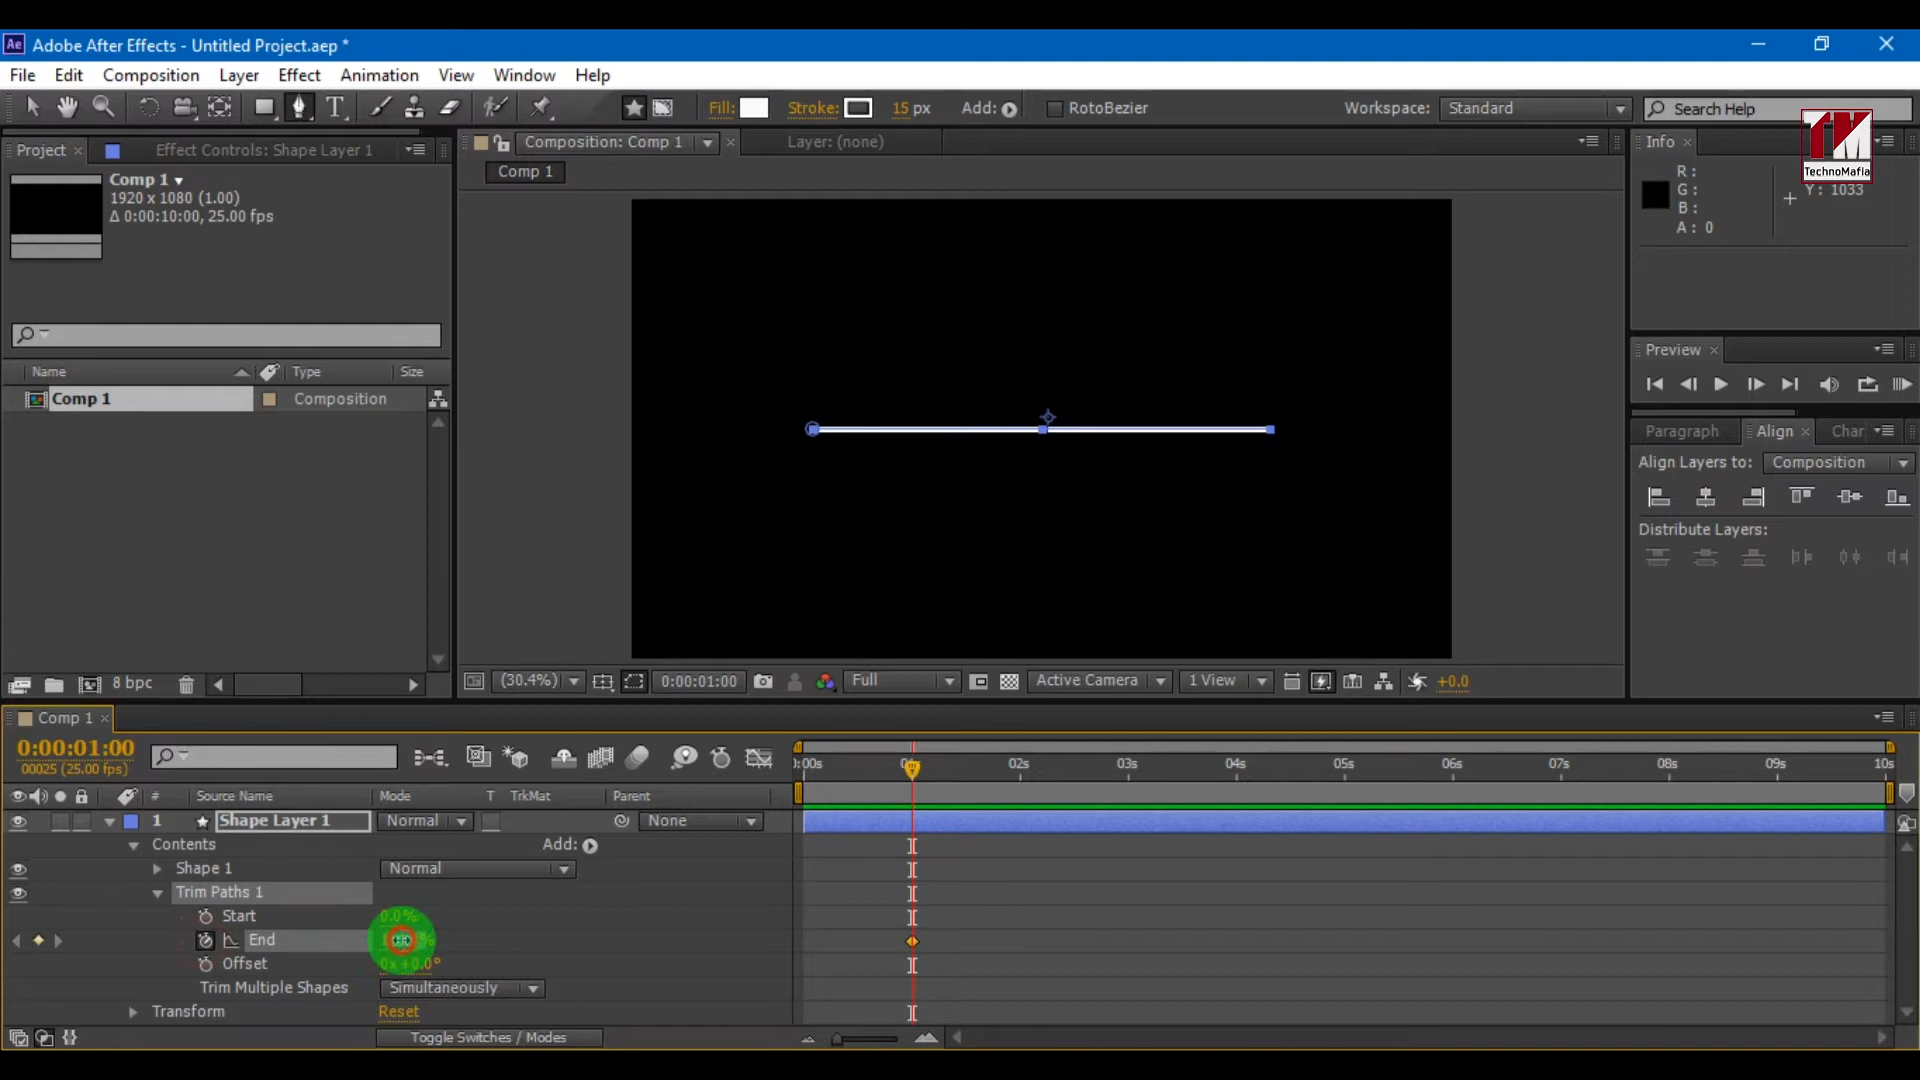 Ae Adobe After Effects - Untitled Project.aep *
File Edit Composition Layer Effect Animation View Window Help
Fill: Stroke: 15 px Add: RotoBezier Workspace: Standard Search Help
Project × Effect Controls: Shape Layer 1 Composition: Comp 1 × Layer: (none) Info ×
TM
TechnoMafia
Comp 1
1920 x 1080 (1.00)
Δ 0:00:10:00, 25.00 fps
Comp 1
R :
G :
B :
A : 0
Y : 1033
Preview ×
Name Type Size
Comp 1 Composition
Paragraph Align × Char
Align Layers to: Composition
Distribute Layers:
8 bpc (30.4%) 0:00:01:00 Full Active Camera 1 View +0.0
Comp 1 ×
0:00:01:00
00025 (25.00 fps)
:00s 02s 03s 04s 05s 06s 07s 08s 09s 10s
# Source Name Mode T TrkMat Parent
1 Shape Layer 1 Normal None
Contents Add:
Shape 1 Normal
Trim Paths 1
Start 0.0%
End
Offset 0x+0.0°
Trim Multiple Shapes Simultaneously
Transform Reset
Toggle Switches / Modes